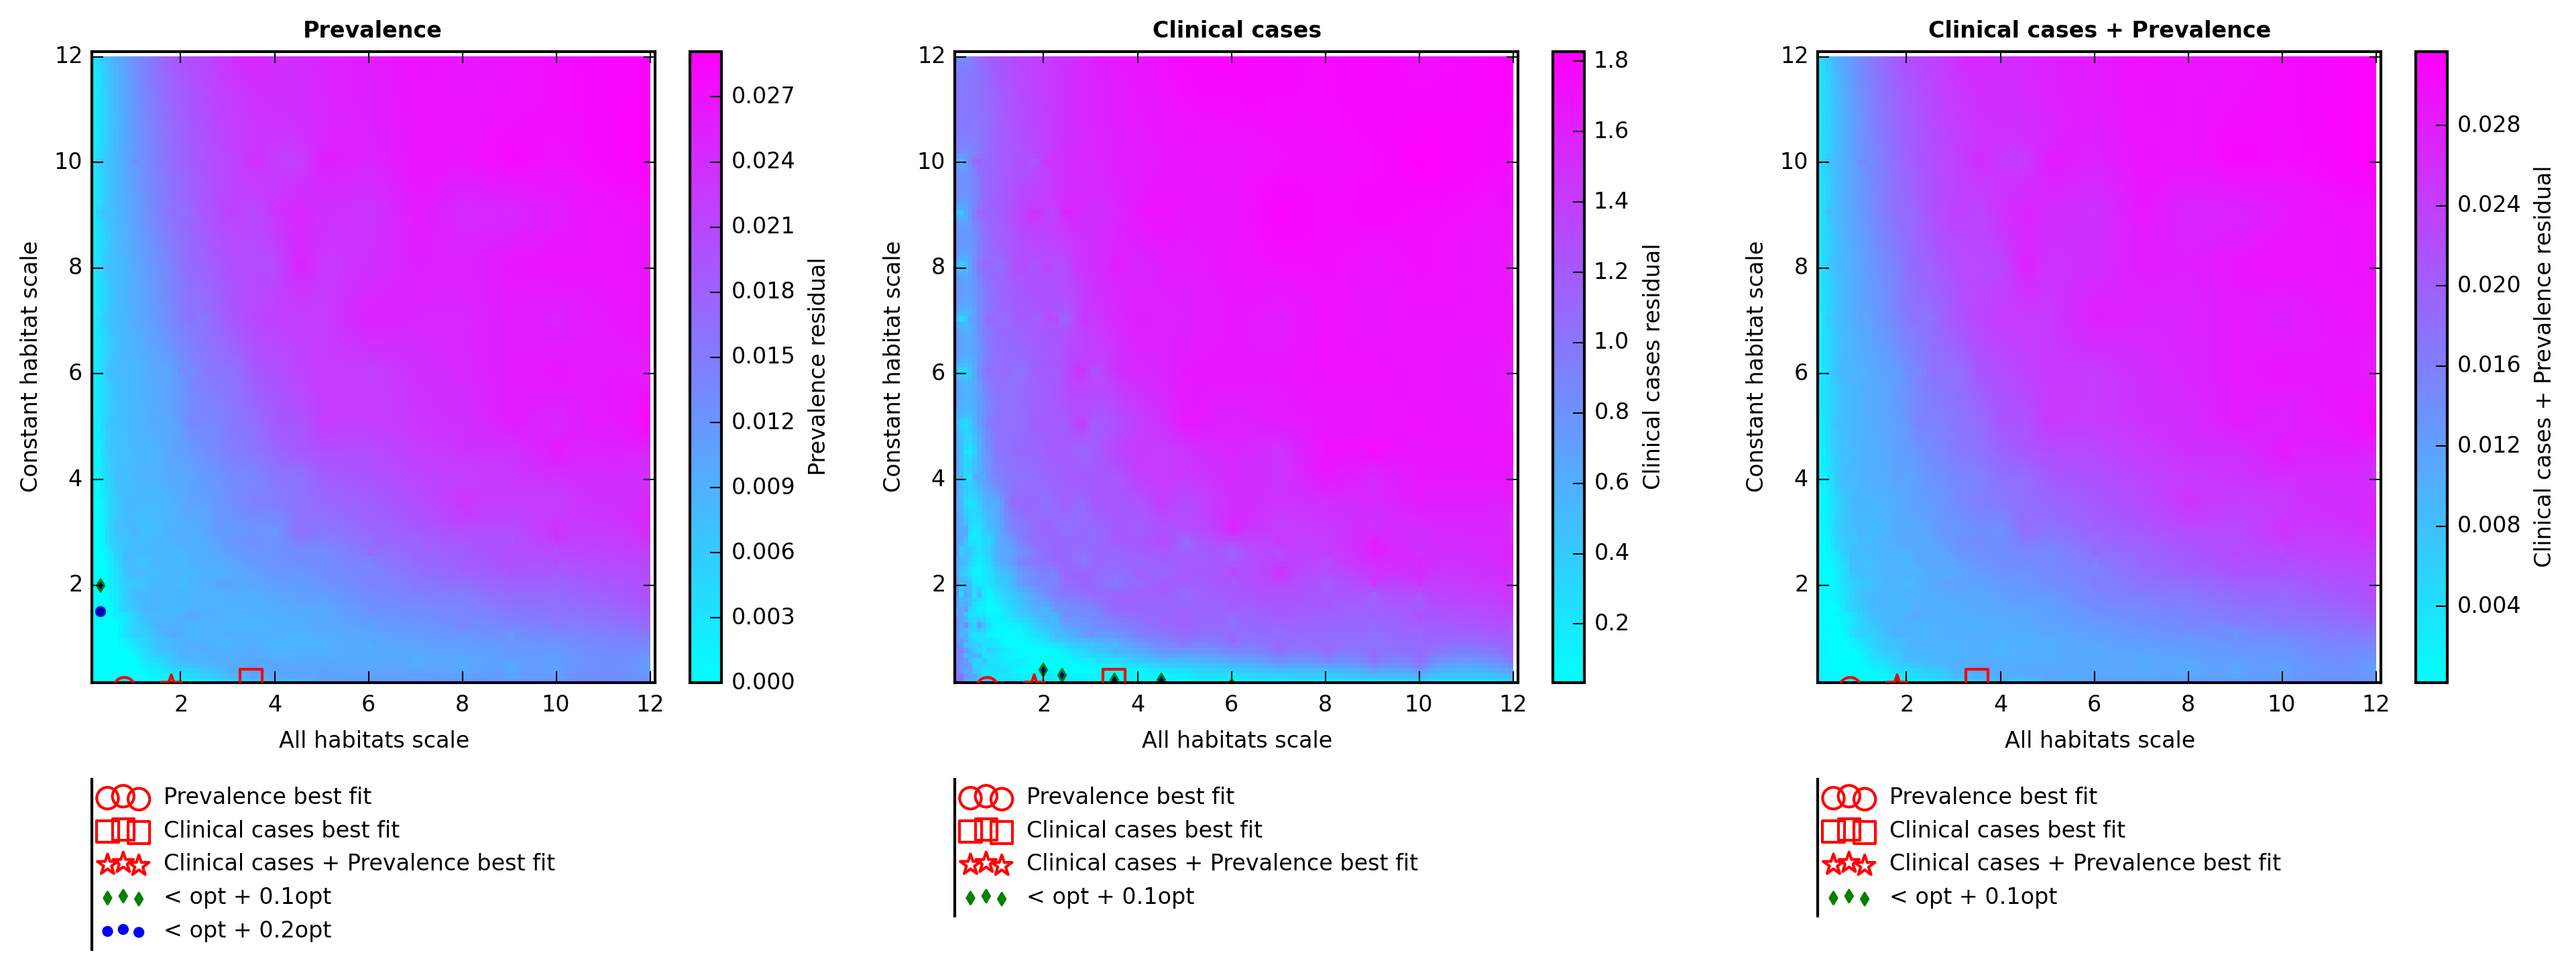 Prevalence
12
10
8
6
4
2
Constant habitat scale
2 4 6 8 10 12
All habitats scale
0.027
0.024
0.021
0.018
0.015
0.012
0.009
0.006
0.003
0.000
Prevalence residual
Prevalence best fit
Clinical cases best fit
Clinical cases + Prevalence best fit
< opt + 0.1opt
< opt + 0.2opt
Clinical cases
12
10
8
6
4
2
Constant habitat scale
2 4 6 8 10 12
All habitats scale
1.8
1.6
1.4
1.2
1.0
0.8
0.6
0.4
0.2
Clinical cases residual
Prevalence best fit
Clinical cases best fit
Clinical cases + Prevalence best fit
< opt + 0.1opt
Clinical cases + Prevalence
12
10
8
6
4
2
Constant habitat scale
2 4 6 8 10 12
All habitats scale
0.028
0.024
0.020
0.016
0.012
0.008
0.004
Clinical cases + Prevalence residual
Prevalence best fit
Clinical cases best fit
Clinical cases + Prevalence best fit
< opt + 0.1opt